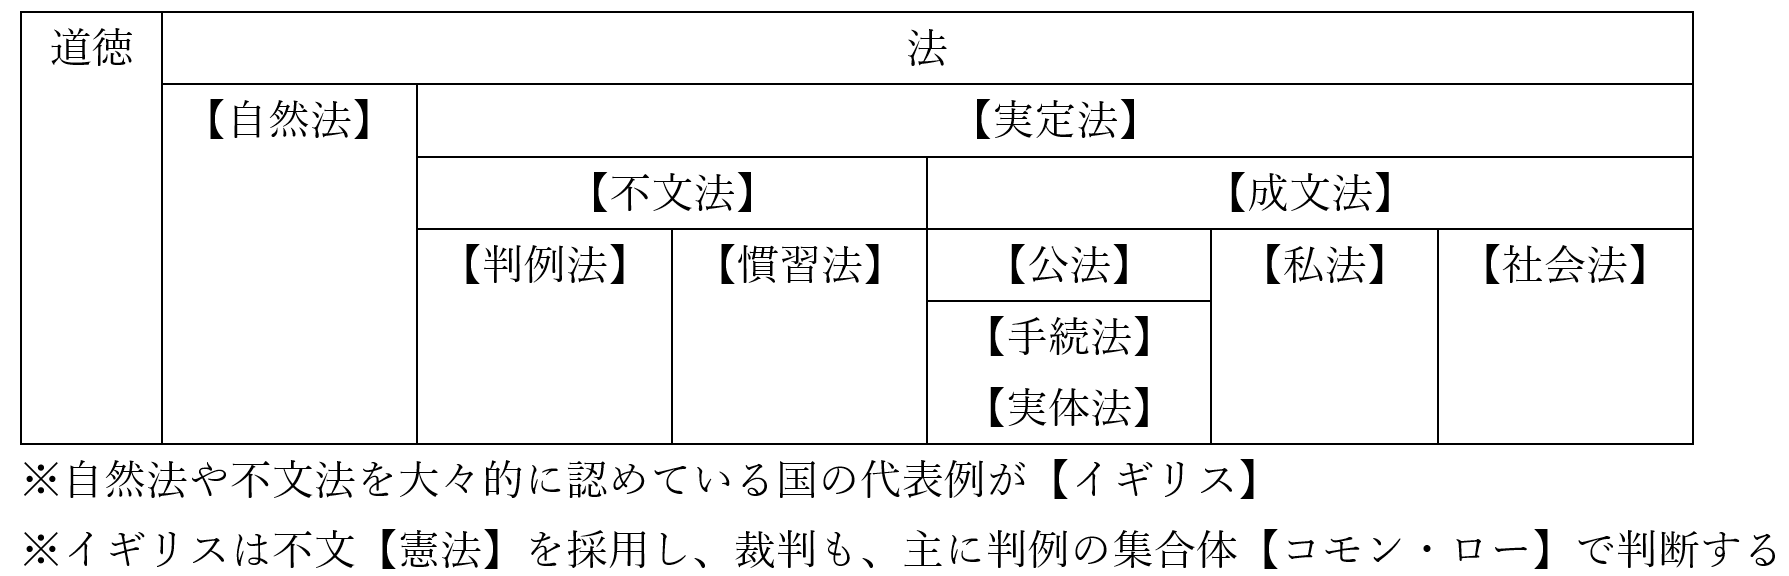 道徳 法
【自然法】 【実定法】
【不文法】 【成文法】
【判例法】 【慣習法】 【公法】 【私法】 【社会法】
【手続法】
【実体法】
※自然法や不文法を大々的に認めている国の代表例が【イギリス】
※イギリスは不文【憲法】を採用し、裁判も、主に判例の集合体【コモン・ロー】で判断する